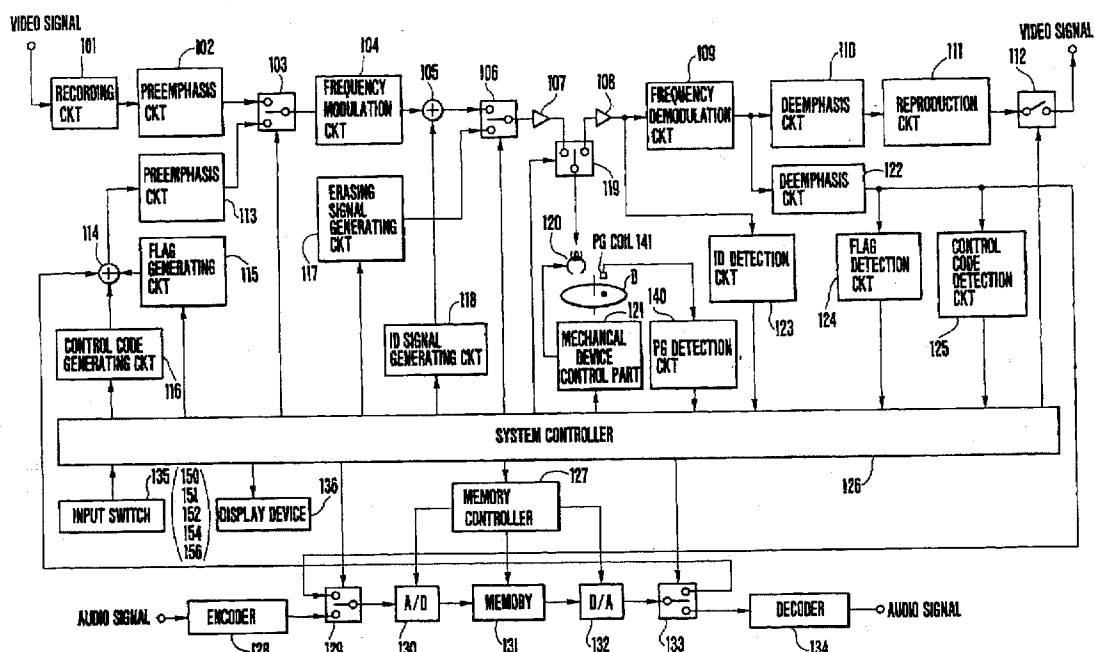 VIDEO SIGNAL
VIDEO SIGNAL
101
102
103
104
105
106
107
108
109
110
111
112
RECORDING CKT
PREEMPHASIS CKT
FREQUENCY MODULATION CKT
FREQUENCY DEMODULATION CKT
DEEMPHASIS CKT
REPRODUCTION CKT
PREEMPHASIS CKT
113
114
FLAG GENERATING CKT
115
ERASING SIGNAL GENERATING CKT
117
119
DEEMPHASIS CKT
122
120
PG COIL 141
D
121
140
ID DETECTION CKT
123
FLAG DETECTION CKT
124
CONTROL CODE DETECTION CKT
125
CONTROL CODE GENERATING CKT
116
118
ID SIGNAL GENERATING CKT
MECHANCAL DEVICE CONTROL PART
PG DETECTION CKT
SYSTEM CONTROLLER
126
135
INPUT SWITCH
(150
151
152
154
156)
DISPLAY DEVICE
136
127
MEMORY CONTROLLER
AUDIO SIGNAL
ENCODER
128
129
A/D
130
MEMORY
131
D/A
132
133
DECODER
134
AUDIO SIGNAL